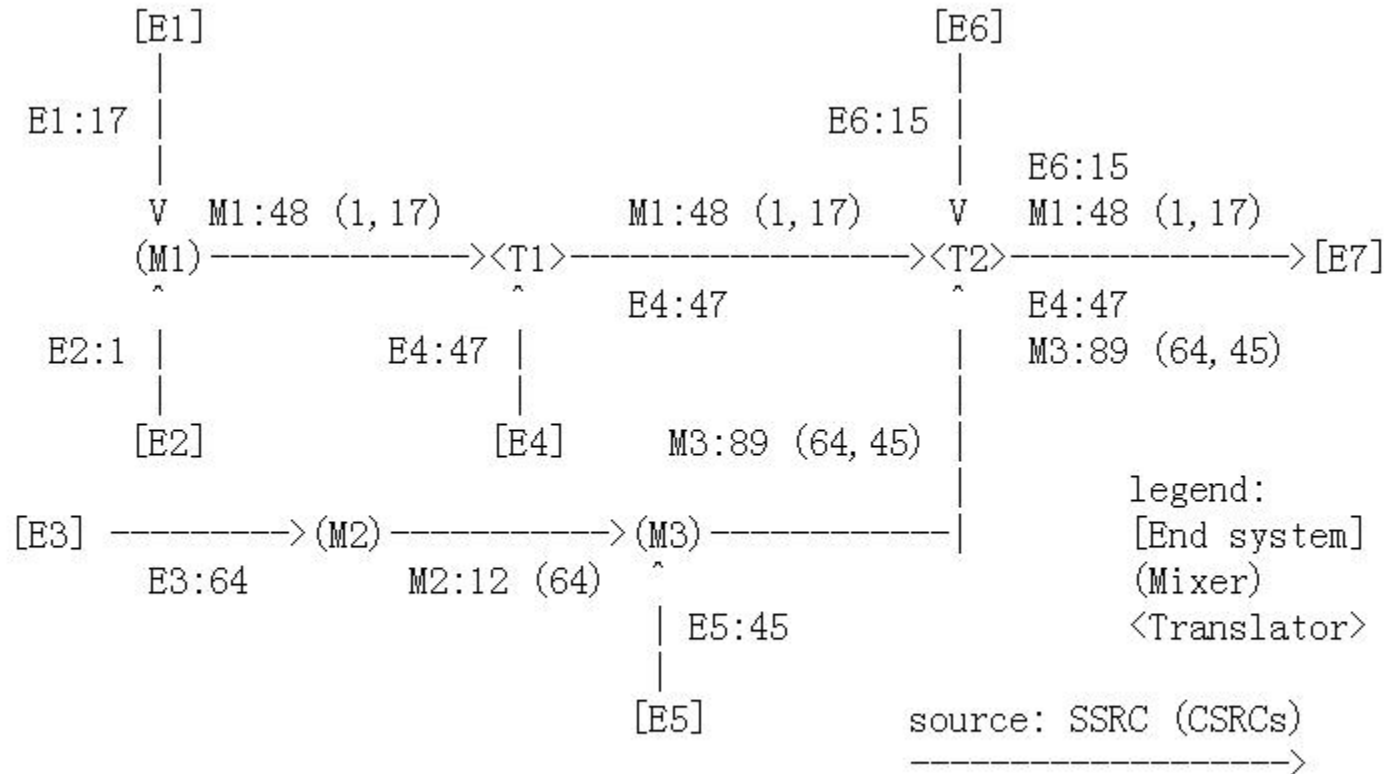 [E1]                                    [E6]
 |                                       |
E1:17 |                           E6:15 |
 |                                       |   E6:15
 V  M1:48 (1,17)         M1:48 (1,17)    V   M1:48 (1,17)
(M1)-------------><T1>-----------------><T2>-------------->[E7]
 ^                 ^     E4:47           ^   E4:47
E2:1 |      E4:47 |                      |   M3:89 (64,45)
 |                 |                     |
[E2]              [E4]   M3:89 (64,45)   |
                                         |   legend:
[E3] --------->(M2)----------->(M3)------------|   [End system]
E3:64        M2:12 (64)         ^            (Mixer)
                                | E5:45      <Translator>
                                |
                               [E5]   source: SSRC (CSRCs)
                                      ------------------->